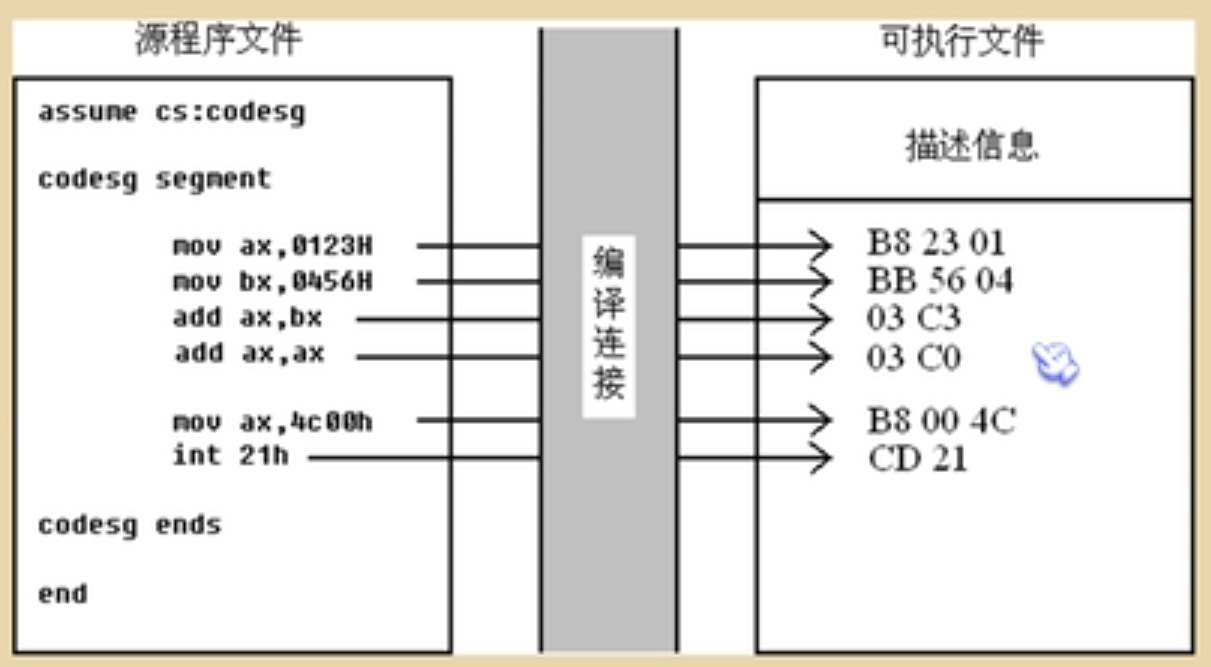 源程序文件
assume cs:codesg
codesg segment
mov ax,0123H
mov bx,0456H
add ax,bx
add ax,ax
mov ax,4c00h
int 21h
codesg ends
end
编译连接
可执行文件
描述信息
B8 23 01
BB 56 04
03 C3
03 C0
B8 00 4C
CD 21